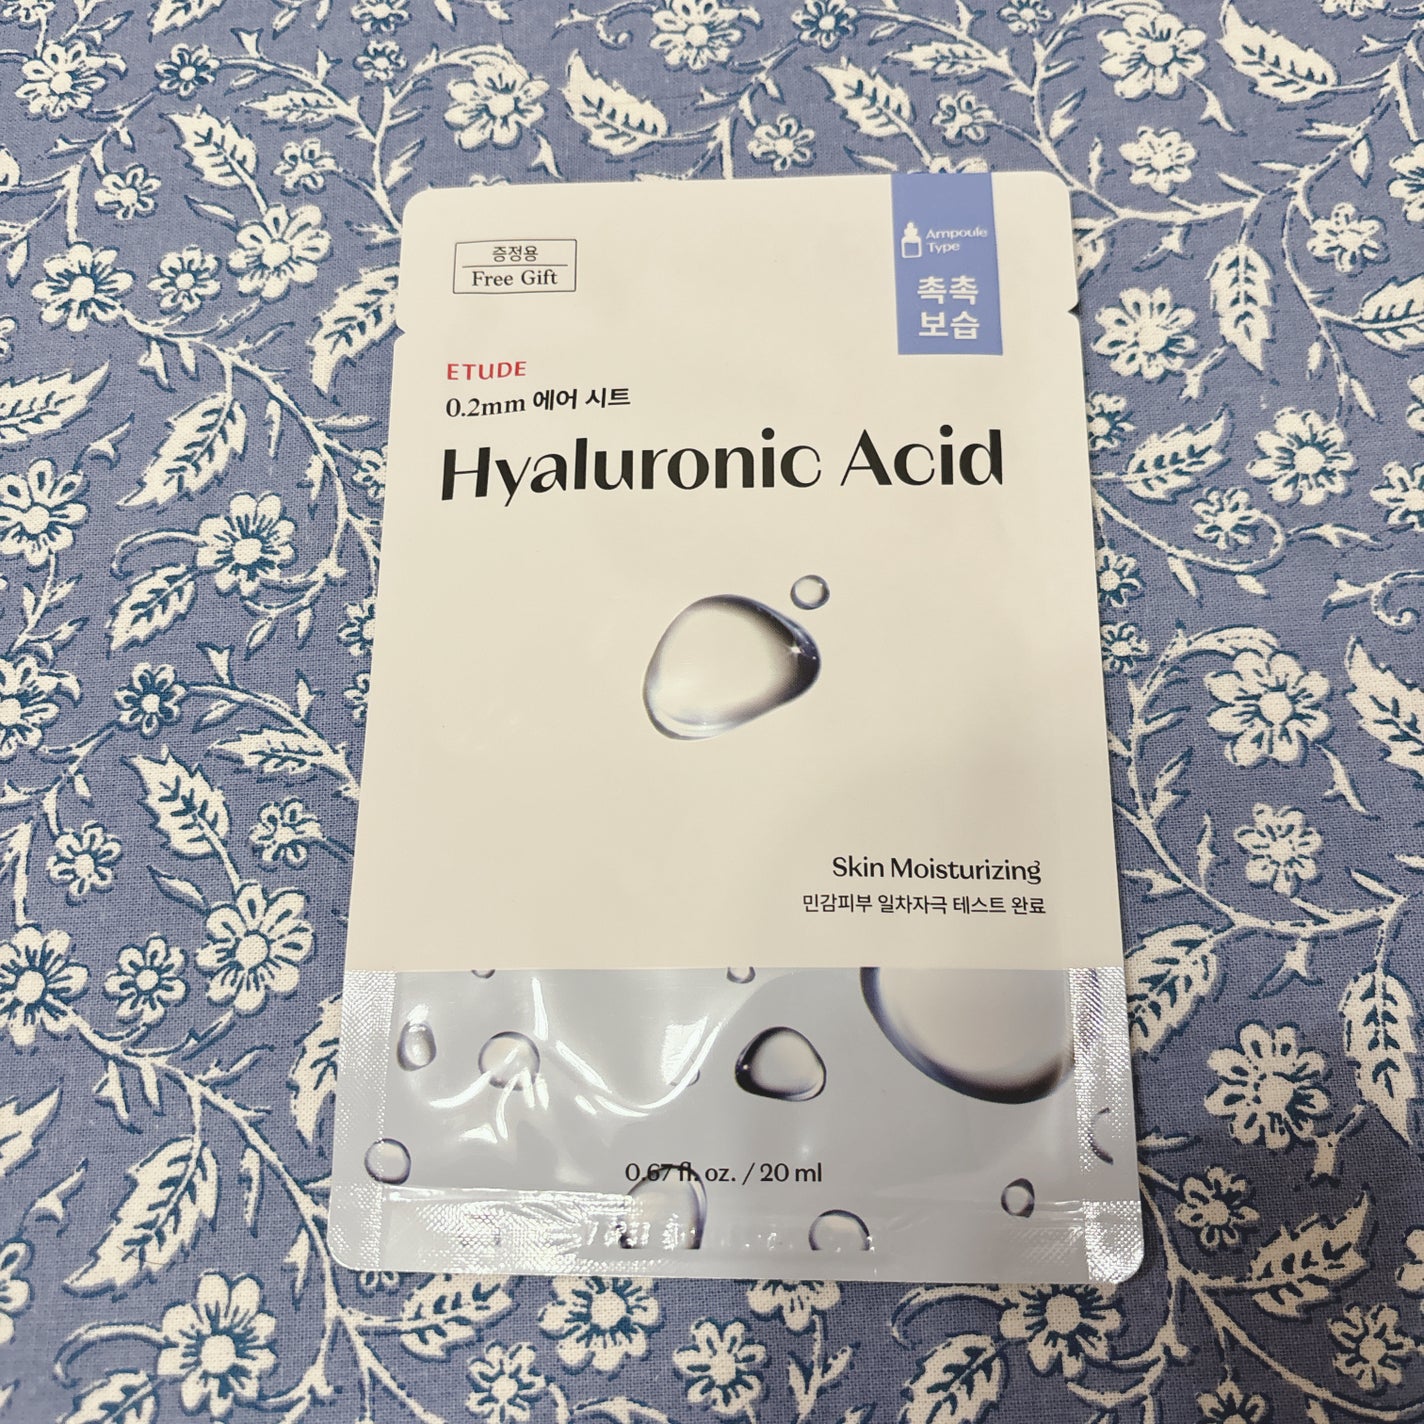 증정용
Free Gift
Ampoule
Type
촉촉
보습
ETUDE
0.2mm 에어 시트
Hyaluronic Acid
Skin Moisturizing
민감피부 일차자극 테스트 완료
0.67 fl. oz. / 20 ml